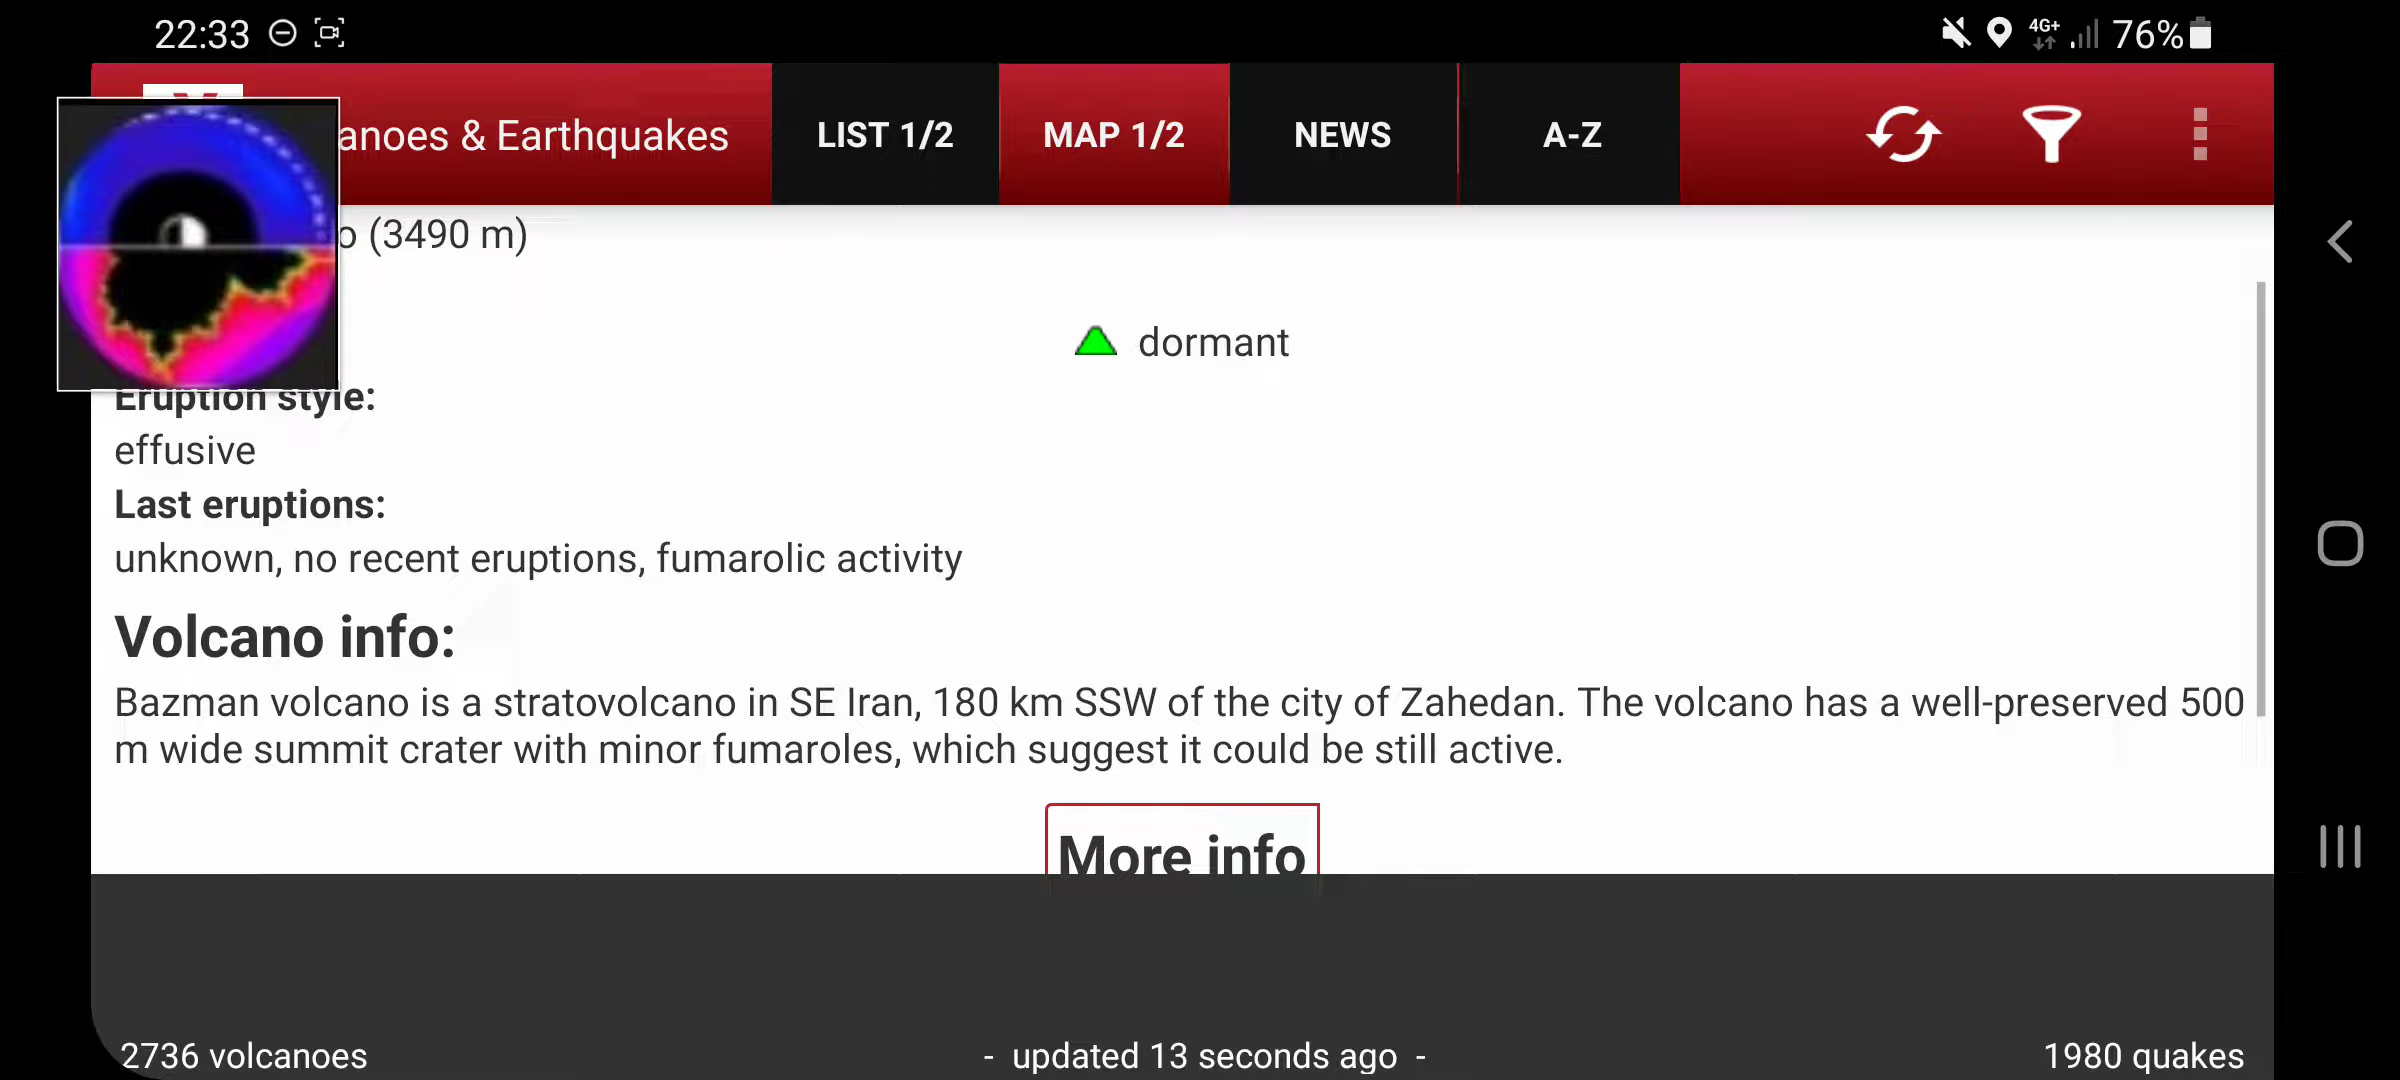 22:33 4G+ 76%
anoes & Earthquakes LIST 1/2 MAP 1/2 NEWS A-Z
o (3490 m)
dormant
Eruption style:
effusive
Last eruptions:
unknown, no recent eruptions, fumarolic activity
Volcano info:
Bazman volcano is a stratovolcano in SE Iran, 180 km SSW of the city of Zahedan. The volcano has a well-preserved 500
m wide summit crater with minor fumaroles, which suggest it could be still active.
More info
2736 volcanoes - updated 13 seconds ago - 1980 quakes